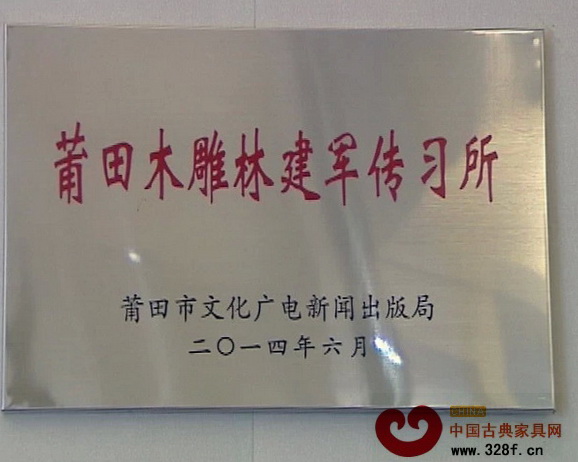 莆田木雕林建军传习所
莆田市文化广电新闻出版局
二〇一四年六月
CHINA
中国古典家具网
www.328f.cn